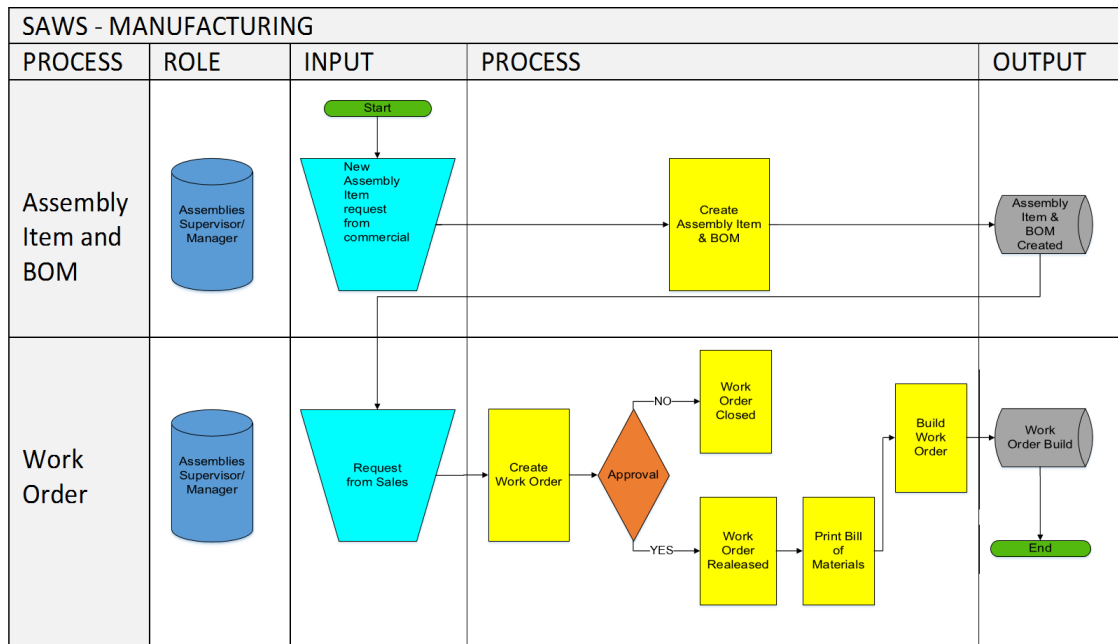 SAWS - MANUFACTURING
PROCESS
ROLE
INPUT
PROCESS
OUTPUT
Assembly
Item and
BOM
Assemblies
Supervisor/
Manager
Start
New
Assembly
Item
request
from
commercial
Create
Assembly Item
& BOM
Assembly
Item &
BOM
Created
Work
Order
Assemblies
Supervisor/
Manager
Request
from Sales
Create
Work Order
Approval
NO
Work
Order
Closed
YES
Work
Order
Realeased
Print Bill
of
Materials
Build
Work
Order
Work
Order Build
End